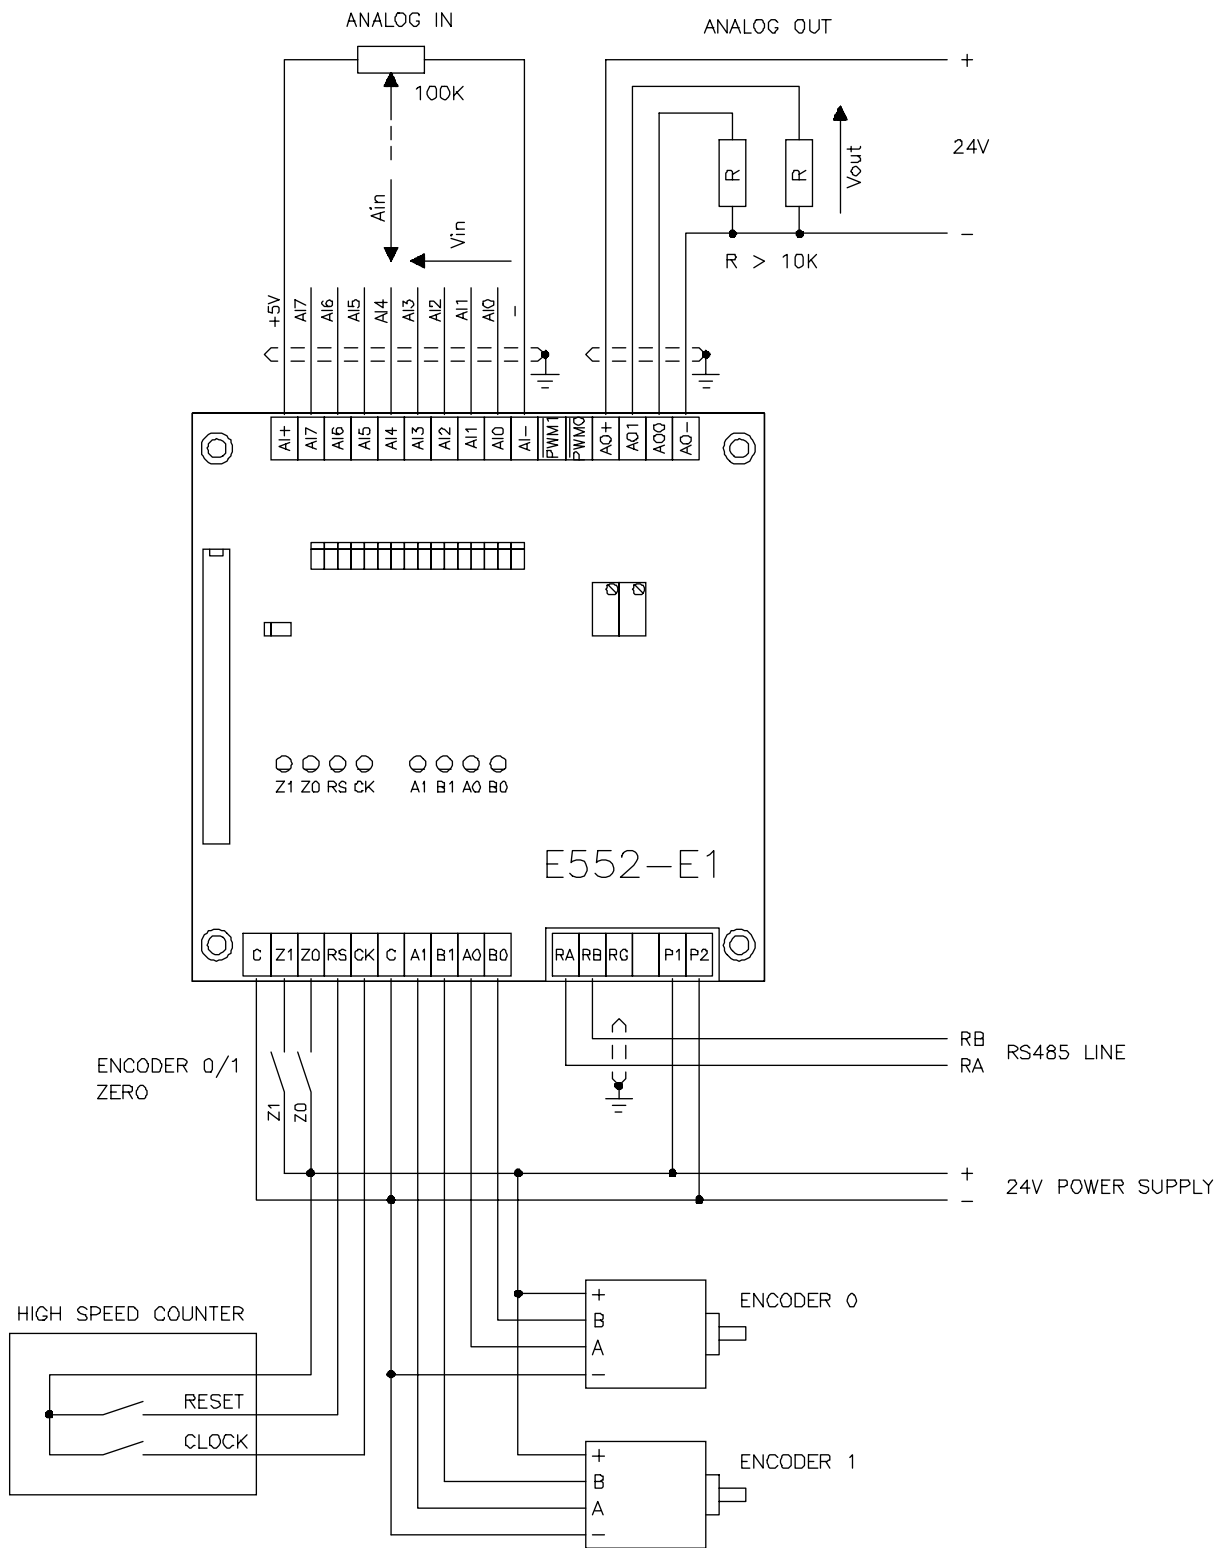 ANALOG IN
ANALOG OUT
+
100K
24V
R
R
Vout
Ain
Vin
−
R > 10K
+5V
AI7
AI6
AI5
AI4
AI3
AI2
AI1
AI0
−
AI+
AI7
AI6
AI5
AI4
AI3
AI2
AI1
AI0
AI−
PWM1
PWM0
AO+
AO1
AO0
AO−
Z1 Z0 RS CK A1 B1 A0 B0
E552−E1
C Z1 Z0 RS CK C A1 B1 A0 B0
RA RB RG P1 P2
RB
RA
RS485 LINE
ENCODER 0/1
ZERO
Z1
Z0
+
−
24V POWER SUPPLY
HIGH SPEED COUNTER
RESET
CLOCK
+
B
A
−
ENCODER 0
+
B
A
−
ENCODER 1